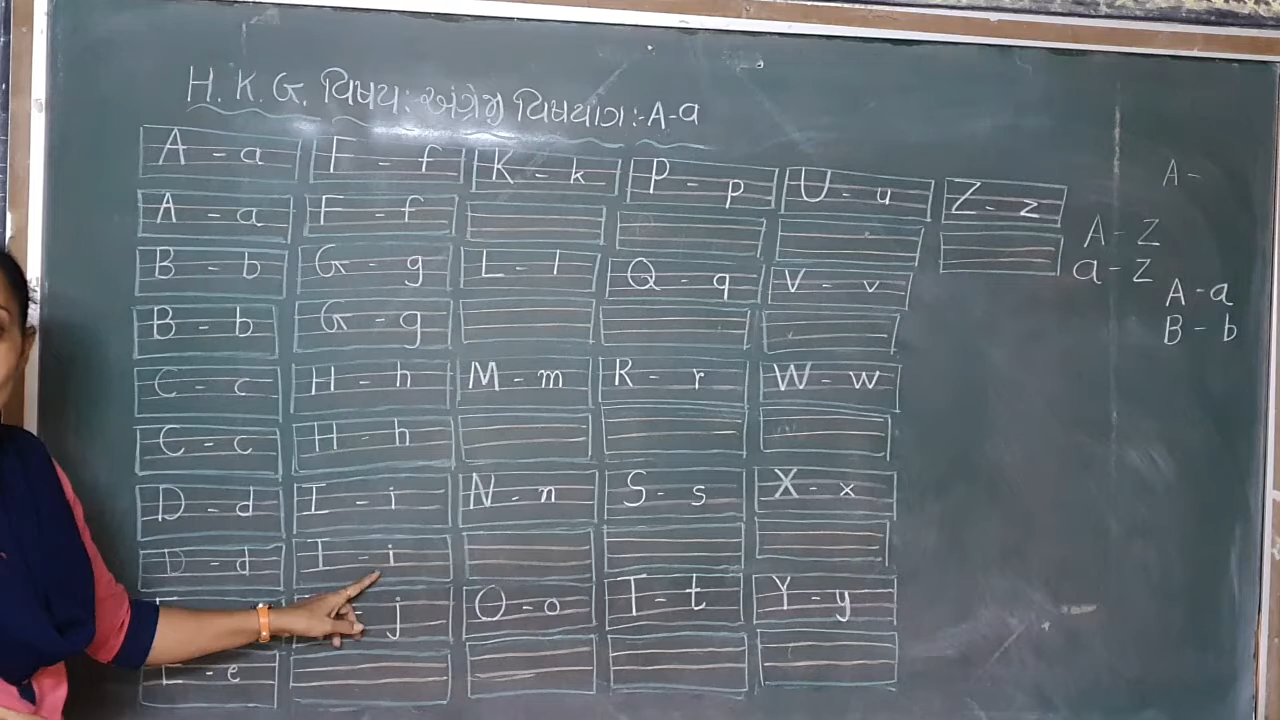 H. K. G. વિષય:- અંગ્રેજી વિષયાંગ:- A-a
A - a
A - a
B - b
B - b
C - c
C - c
D - d
D - d
E - e
F - f
F - f
G - g
G - g
H - h
H - h
I - i
I - i
j
K - k
L - l
M - m
N - n
O - o
P - p
Q - q
R - r
S - s
T - t
U - u
V - v
W - w
X - x
Y - y
Z - z
A - Z
a - z
A -
A - a
B - b